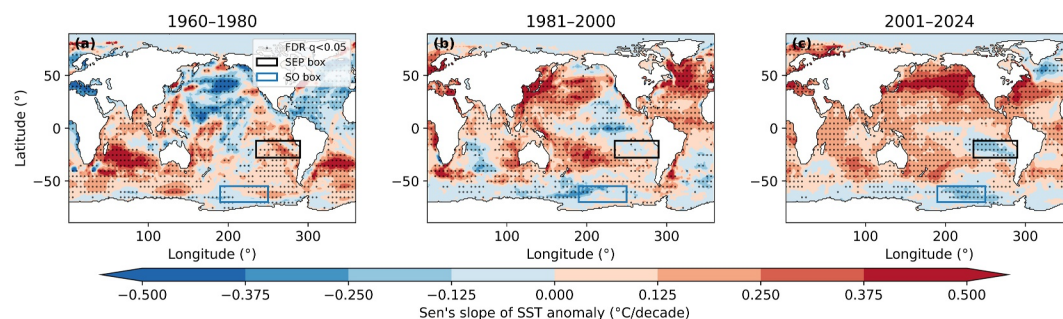 1960–1980
1981–2000
2001–2024
(a)
FDR q<0.05
SEP box
SO box
(b)
(c)
Latitude (°)
50
0
−50
50
0
−50
50
0
−50
100
200
300
100
200
300
100
200
300
Longitude (°)
Longitude (°)
Longitude (°)
−0.500
−0.375
−0.250
−0.125
0.000
0.125
0.250
0.375
0.500
Sen's slope of SST anomaly (°C/decade)